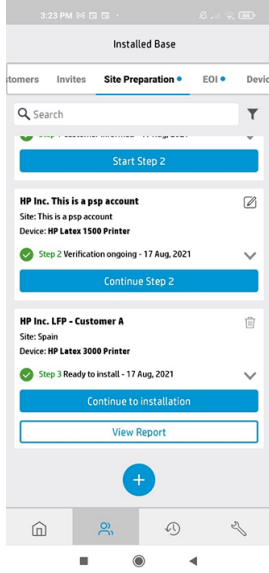 3:23 PM
Installed Base
tomers Invites Site Preparation EOI Devic
Search
Start Step 2
HP Inc. This is a psp account
Site: This is a psp account
Device: HP Latex 1500 Printer
Step 2 Verification ongoing - 17 Aug, 2021
Continue Step 2
HP Inc. LFP - Customer A
Site: Spain
Device: HP Latex 3000 Printer
Step 3 Ready to install - 17 Aug, 2021
Continue to installation
View Report